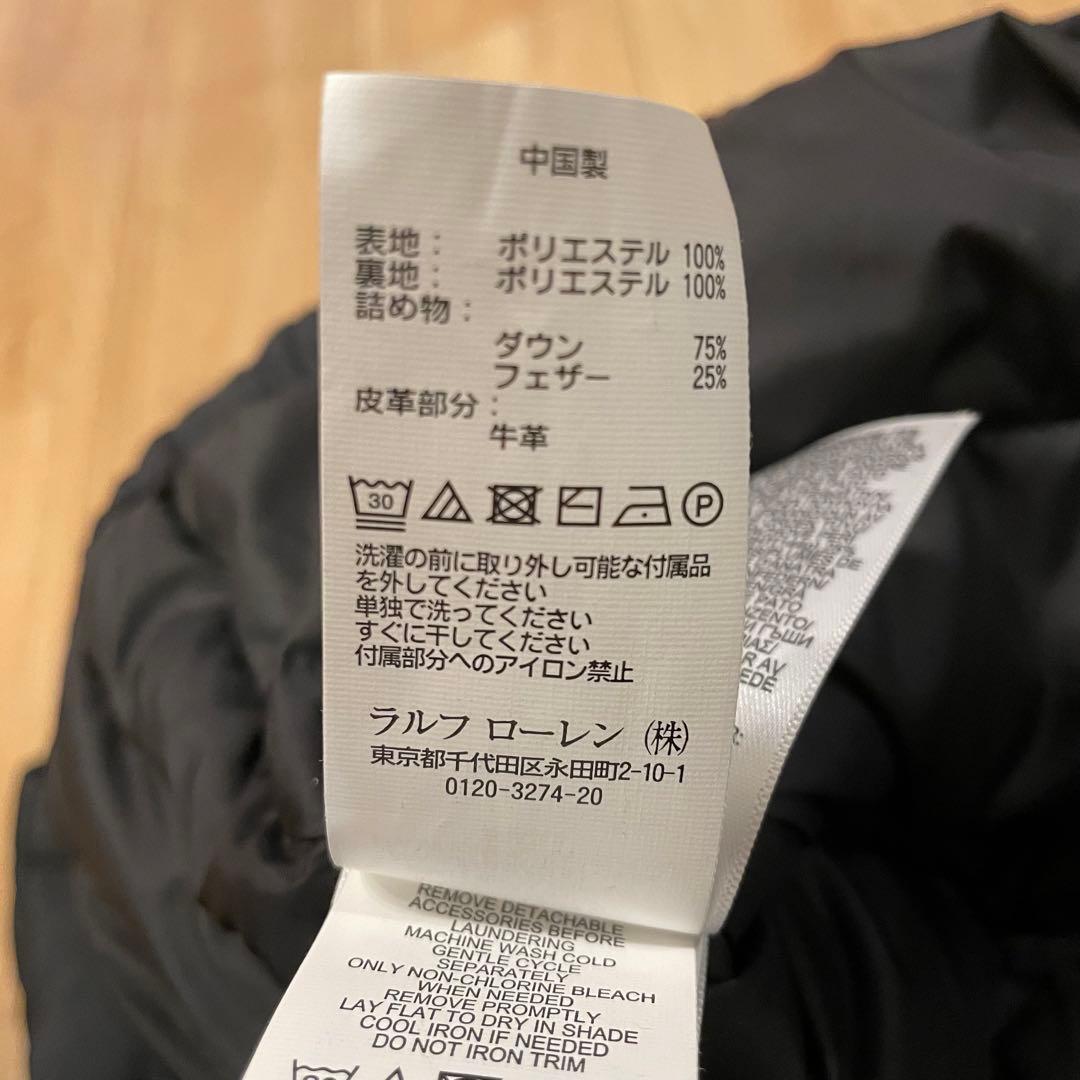 中国製
表地： ポリエステル 100%
裏地： ポリエステル 100%
詰め物：
ダウン 75%
フェザー 25%
皮革部分：
牛革
30 P
洗濯の前に取り外し可能な付属品
を外してください
単独で洗ってください
すぐに干してください
付属部分へのアイロン禁止
ラルフ ローレン (株)
東京都千代田区永田町2-10-1
0120-3274-20
REMOVE DETACHABLE
ACCESSORIES BEFORE
LAUNDERING
MACHINE WASH COLD
GENTLE CYCLE
SEPARATELY
ONLY NON-CHLORINE BLEACH
WHEN NEEDED
REMOVE PROMPTLY
LAY FLAT TO DRY IN SHADE
COOL IRON IF NEEDED
DO NOT IRON TRIM